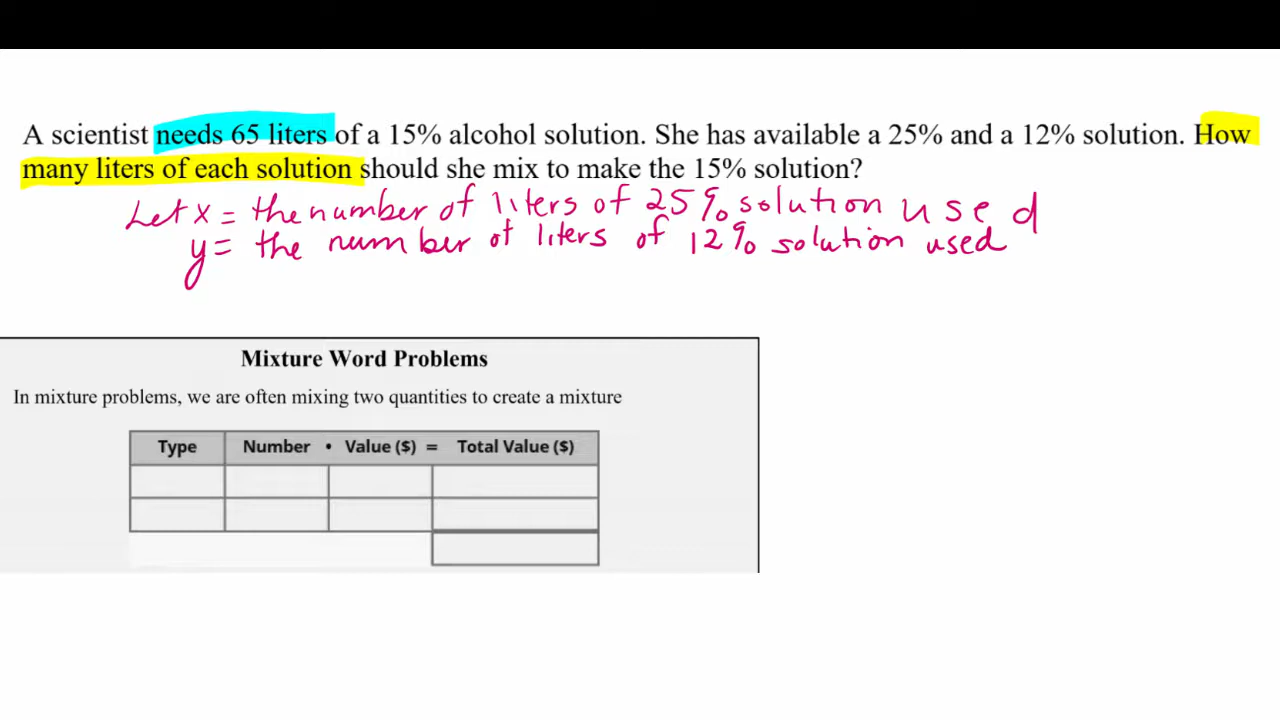 A scientist needs 65 liters of a 15% alcohol solution. She has available a 25% and a 12% solution. How
many liters of each solution should she mix to make the 15% solution?
Let x = the number of liters of 25% solution used
y = the number of liters of 12% solution used
Mixture Word Problems
In mixture problems, we are often mixing two quantities to create a mixture
Type Number • Value ($) = Total Value ($)